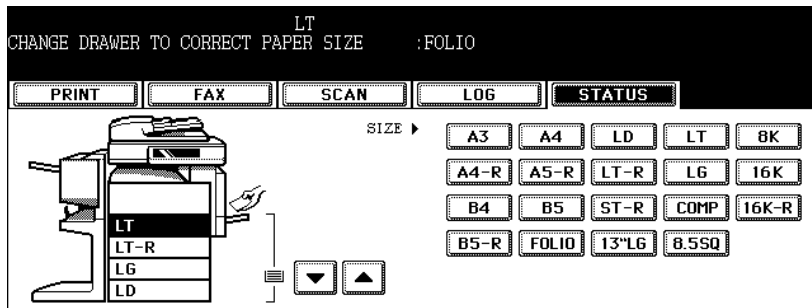 LT
CHANGE DRAWER TO CORRECT PAPER SIZE :FOLIO
PRINT FAX SCAN LOG STATUS
SIZE
A3 A4 LD LT 8K
A4-R A5-R LT-R LG 16K
B4 B5 ST-R COMP 16K-R
B5-R FOLIO 13"LG 8.5SQ
LT
LT-R
LG
LD